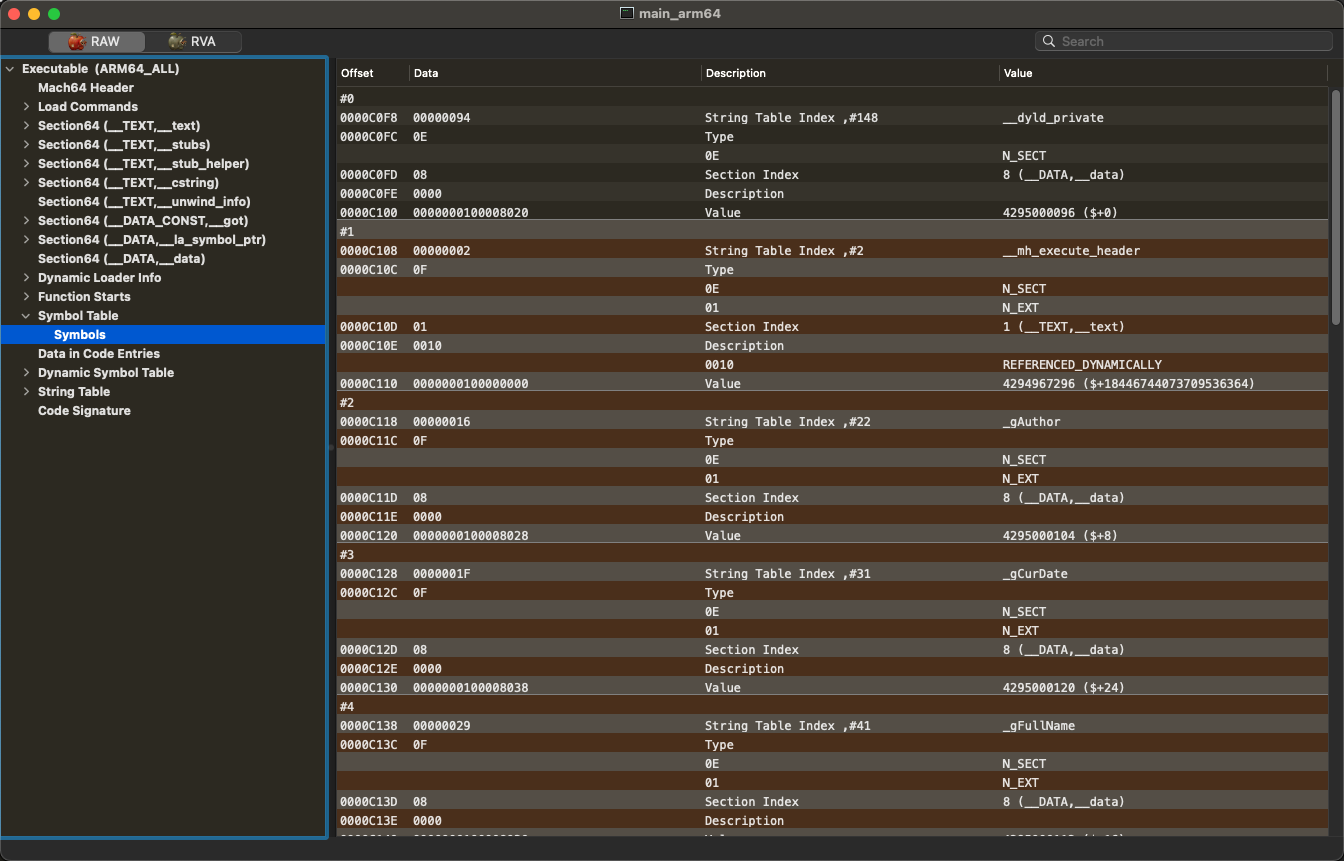 main_arm64
RAW RVA Search
Executable (ARM64_ALL)
Mach64 Header
Load Commands
Section64 (__TEXT,__text)
Section64 (__TEXT,__stubs)
Section64 (__TEXT,__stub_helper)
Section64 (__TEXT,__cstring)
Section64 (__TEXT,__unwind_info)
Section64 (__DATA_CONST,__got)
Section64 (__DATA,__la_symbol_ptr)
Section64 (__DATA,__data)
Dynamic Loader Info
Function Starts
Symbol Table
Symbols
Data in Code Entries
Dynamic Symbol Table
String Table
Code Signature
Offset Data Description Value
#0
0000C0F8 00000094 String Table Index ,#148 __dyld_private
0000C0FC 0E Type
0E N_SECT
0000C0FD 08 Section Index 8 (__DATA,__data)
0000C0FE 0000 Description
0000C100 0000000100008020 Value 4295000096 ($+0)
#1
0000C108 00000002 String Table Index ,#2 __mh_execute_header
0000C10C 0F Type
0E N_SECT
01 N_EXT
0000C10D 01 Section Index 1 (__TEXT,__text)
0000C10E 0010 Description
0010 REFERENCED_DYNAMICALLY
0000C110 0000000100000000 Value 4294967296 ($+18446744073709536364)
#2
0000C118 00000016 String Table Index ,#22 _gAuthor
0000C11C 0F Type
0E N_SECT
01 N_EXT
0000C11D 08 Section Index 8 (__DATA,__data)
0000C11E 0000 Description
0000C120 0000000100008028 Value 4295000104 ($+8)
#3
0000C128 0000001F String Table Index ,#31 _gCurDate
0000C12C 0F Type
0E N_SECT
01 N_EXT
0000C12D 08 Section Index 8 (__DATA,__data)
0000C12E 0000 Description
0000C130 0000000100008038 Value 4295000120 ($+24)
#4
0000C138 00000029 String Table Index ,#41 _gFullName
0000C13C 0F Type
0E N_SECT
01 N_EXT
0000C13D 08 Section Index 8 (__DATA,__data)
0000C13E 0000 Description